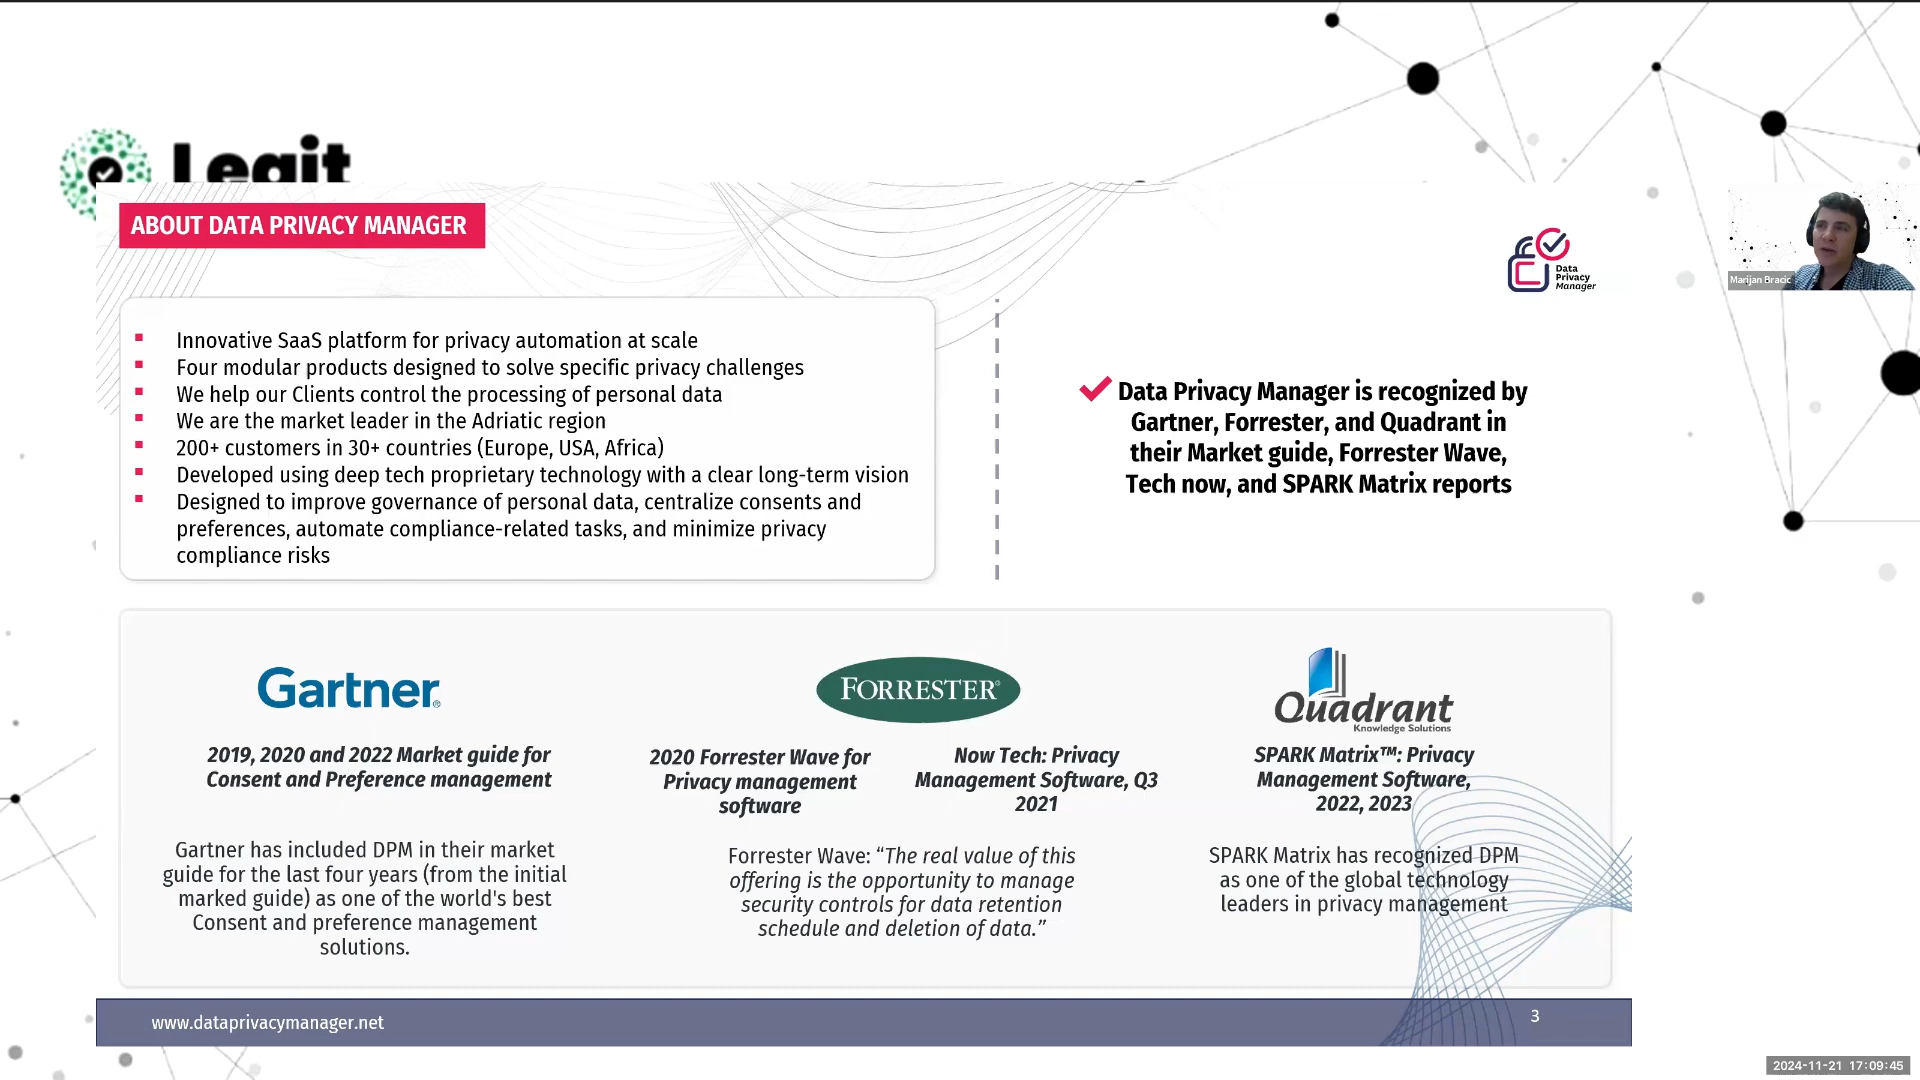 Legit
ABOUT DATA PRIVACY MANAGER
Data
Privacy
Manager
Marijan Bracic
Innovative SaaS platform for privacy automation at scale
Four modular products designed to solve specific privacy challenges
We help our Clients control the processing of personal data
We are the market leader in the Adriatic region
200+ customers in 30+ countries (Europe, USA, Africa)
Developed using deep tech proprietary technology with a clear long-term vision
Designed to improve governance of personal data, centralize consents and
preferences, automate compliance-related tasks, and minimize privacy
compliance risks
Data Privacy Manager is recognized by
Gartner, Forrester, and Quadrant in
their Market guide, Forrester Wave,
Tech now, and SPARK Matrix reports
Gartner®
2019, 2020 and 2022 Market guide for
Consent and Preference management
Gartner has included DPM in their market
guide for the last four years (from the initial
marked guide) as one of the world's best
Consent and preference management
solutions.
FORRESTER®
2020 Forrester Wave for
Privacy management
software
Now Tech: Privacy
Management Software, Q3
2021
Forrester Wave: “The real value of this
offering is the opportunity to manage
security controls for data retention
schedule and deletion of data.”
Quadrant
Knowledge Solutions
SPARK Matrix™: Privacy
Management Software,
2022, 2023
SPARK Matrix has recognized DPM
as one of the global technology
leaders in privacy management
www.dataprivacymanager.net
3
2024-11-21 17:09:45